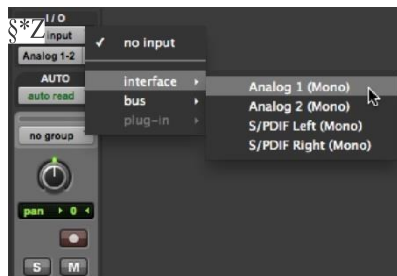 I / O
§*Z input
✓ no input
Analog 1-2
AUTO
auto read
interface
bus
plug-in
Analog 1 (Mono)
Analog 2 (Mono)
S/PDIF Left (Mono)
S/PDIF Right (Mono)
no group
pan 0
S M